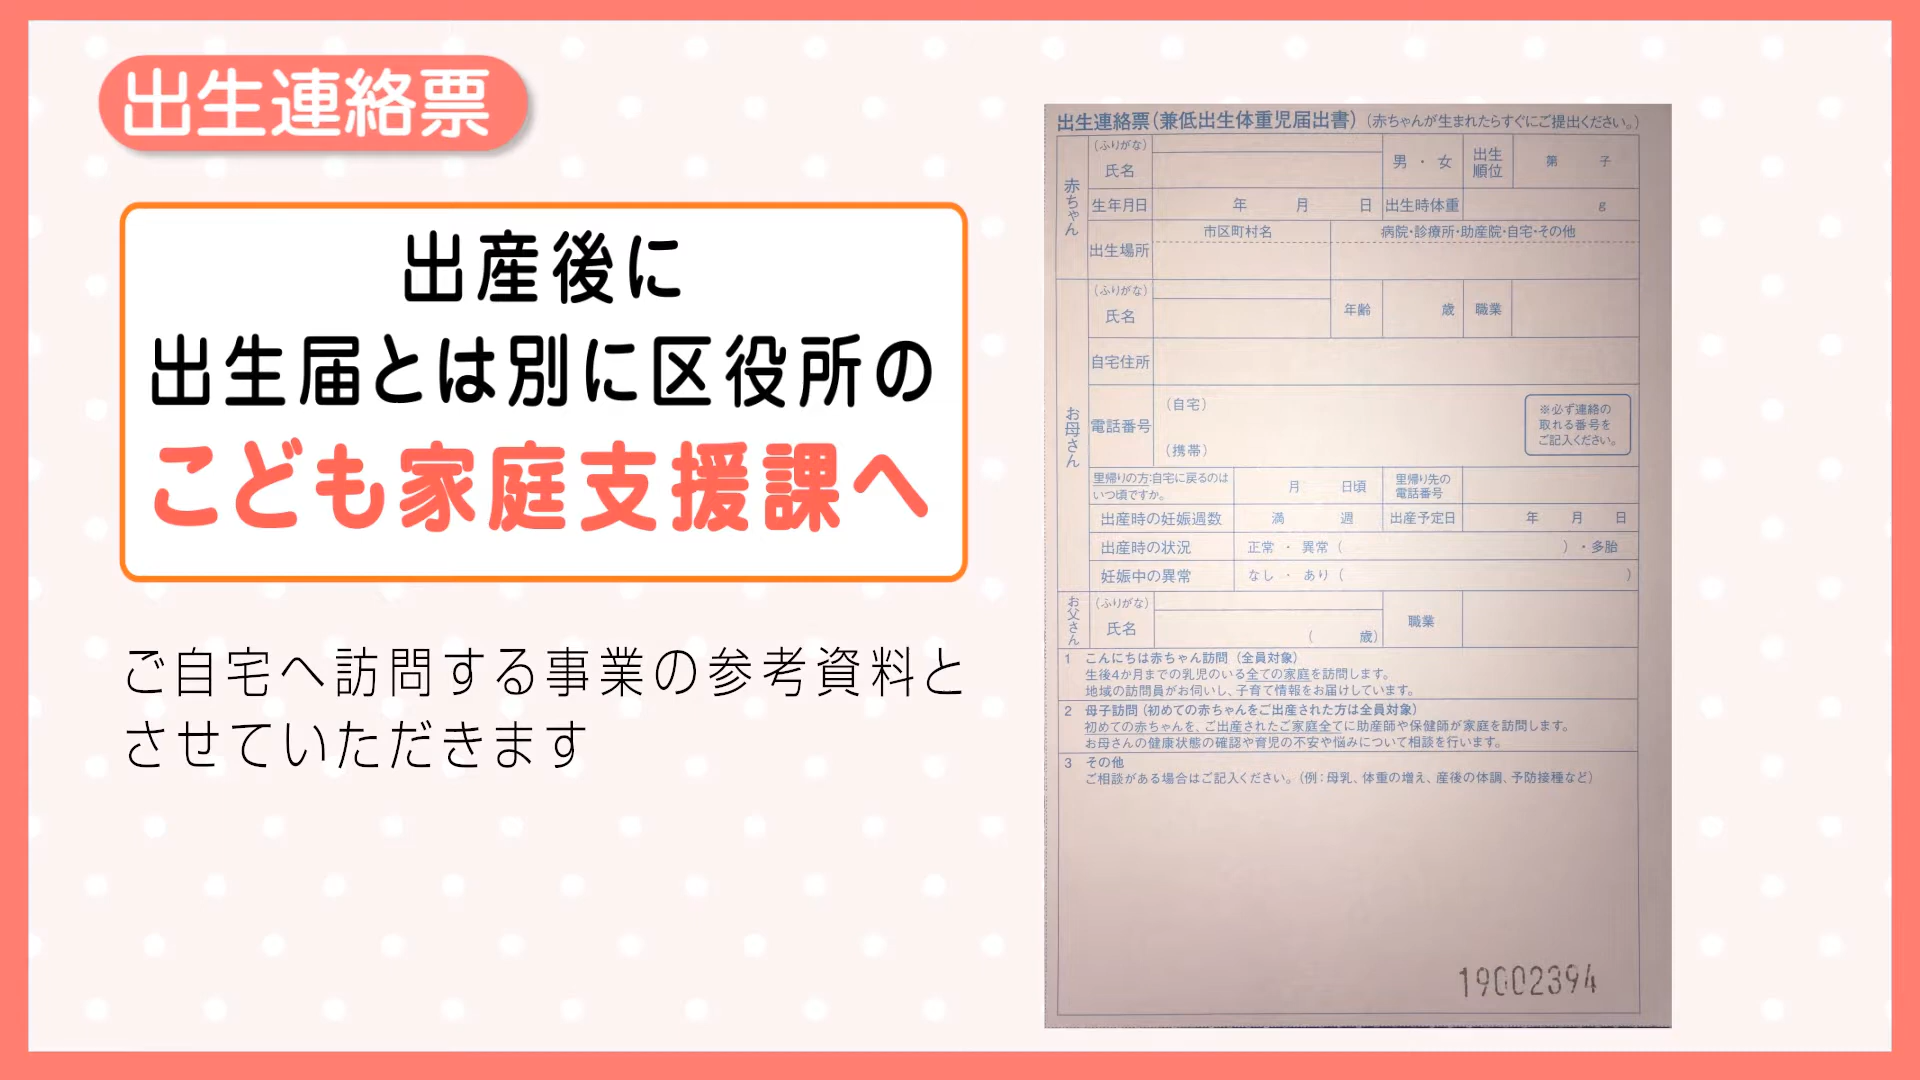 出生連絡票
出産後に
出生届とは別に区役所の
こども家庭支援課へ
ご自宅へ訪問する事業の参考資料と
させていただきます
出生連絡票(兼低出生体重児届出書)(赤ちゃんが生まれたらすぐにご提出ください。)
赤ちゃん
(ふりがな)
氏名
男 ・ 女
出生順位
第 子
生年月日
年 月 日
出生時体重
g
出生場所
市区町村名
病院・診療所・助産院・自宅・その他
お母さん
(ふりがな)
氏名
年齢
歳
職業
自宅住所
電話番号
(自宅)
(携帯)
※必ず連絡の
取れる番号を
ご記入ください。
里帰りの方:自宅に戻るのは
いつ頃ですか。
月 日頃
里帰り先の
電話番号
出産時の妊娠週数
満 週
出産予定日
年 月 日
出産時の状況
正常 ・ 異常 ( ) ・多胎
妊娠中の異常
なし ・ あり ( )
お父さん
(ふりがな)
氏名
( 歳)
職業
1 こんにちは赤ちゃん訪問 (全員対象)
生後4か月までの乳児のいる全ての家庭を訪問します。
地域の訪問員がお伺いし、子育て情報をお届けしています。
2 母子訪問 (初めての赤ちゃんをご出産された方は全員対象)
初めての赤ちゃんを、ご出産されたご家庭全てに助産師や保健師が家庭を訪問します。
お母さんの健康状態の確認や育児の不安や悩みについて相談を行います。
3 その他
ご相談がある場合はご記入ください。(例:母乳、体重の増え、産後の体調、予防接種など)
19002394